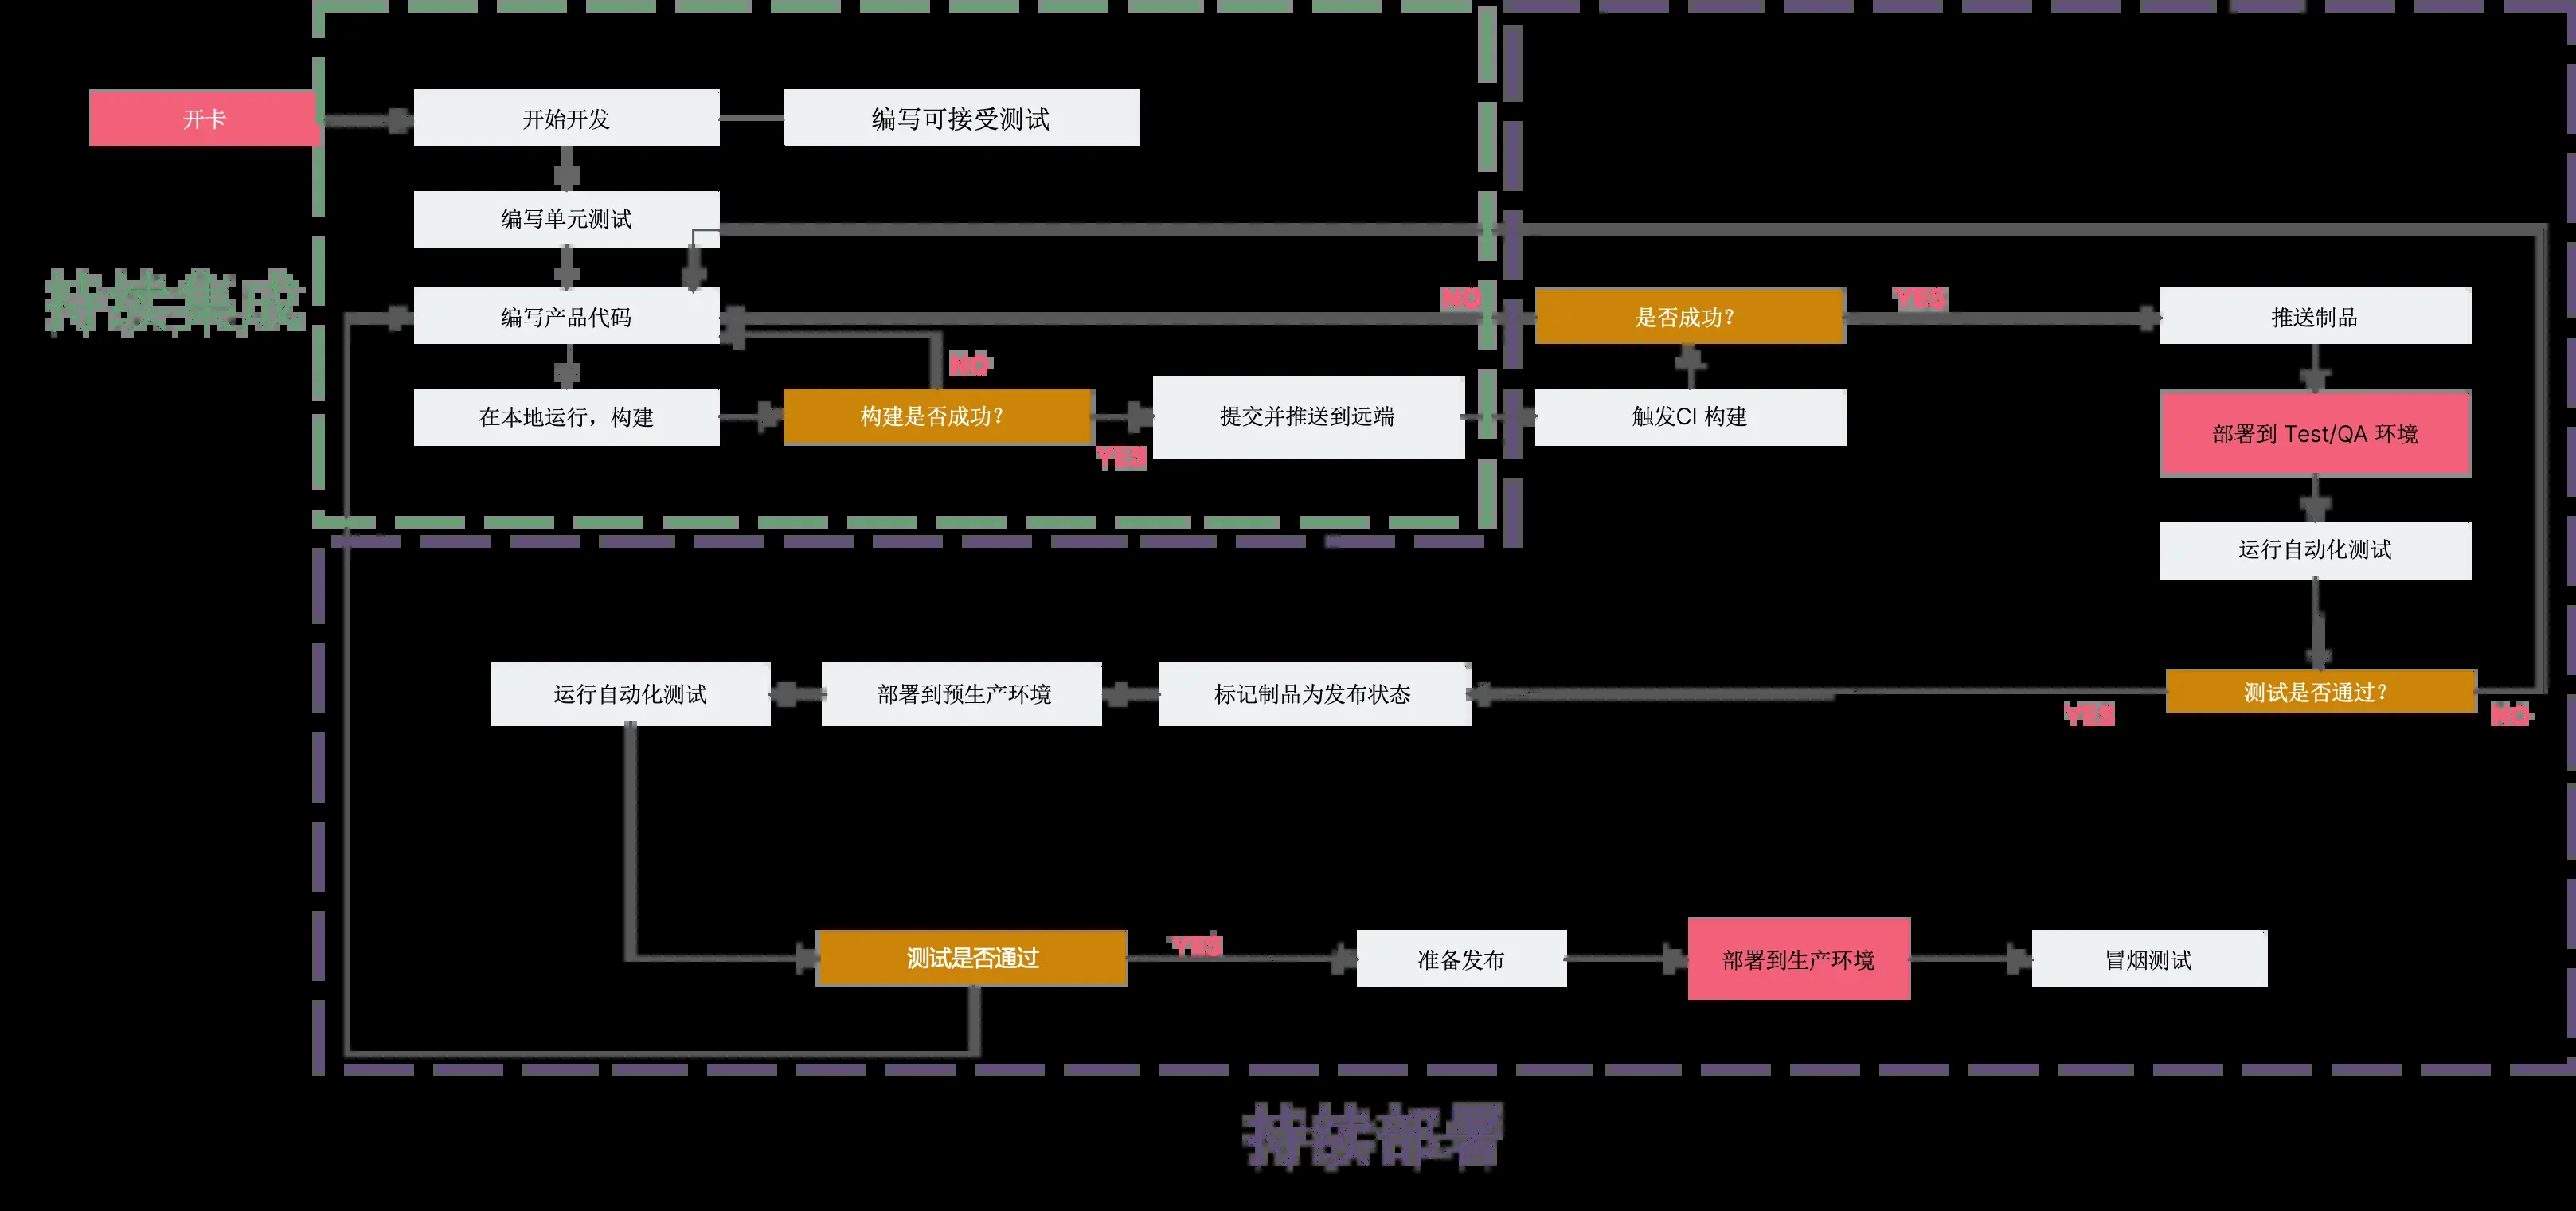 开卡
开始开发
编写可接受测试
编写单元测试
持续集成
编写产品代码
NO
是否成功?
YES
推送制品
NO
在本地运行，构建
构建是否成功?
YES
提交并推送到远端
触发CI 构建
部署到 Test/QA 环境
运行自动化测试
运行自动化测试
部署到预生产环境
标记制品为发布状态
YES
测试是否通过?
NO
测试是否通过
YES
准备发布
部署到生产环境
冒烟测试
持续部署